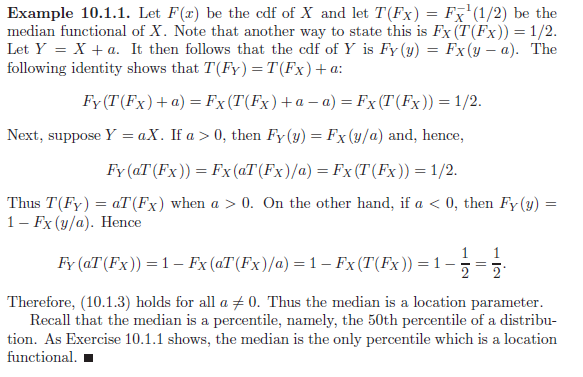 Example 10.1.1. Let F(x) be the cdf of X and let T(F_X) = F_X^{-1}(1/2) be the
median functional of X. Note that another way to state this is F_X(T(F_X)) = 1/2.
Let Y = X + a. It then follows that the cdf of Y is F_Y(y) = F_X(y − a). The
following identity shows that T(F_Y) = T(F_X) + a:
F_Y(T(F_X) + a) = F_X(T(F_X) + a − a) = F_X(T(F_X)) = 1/2.
Next, suppose Y = aX. If a > 0, then F_Y(y) = F_X(y/a) and, hence,
F_Y(aT(F_X)) = F_X(aT(F_X)/a) = F_X(T(F_X)) = 1/2.
Thus T(F_Y) = aT(F_X) when a > 0. On the other hand, if a < 0, then F_Y(y) =
1 − F_X(y/a). Hence
F_Y(aT(F_X)) = 1 − F_X(aT(F_X)/a) = 1 − F_X(T(F_X)) = 1 − 1/2 = 1/2.
Therefore, (10.1.3) holds for all a ≠ 0. Thus the median is a location parameter.
Recall that the median is a percentile, namely, the 50th percentile of a distribu-
tion. As Exercise 10.1.1 shows, the median is the only percentile which is a location
functional. ■